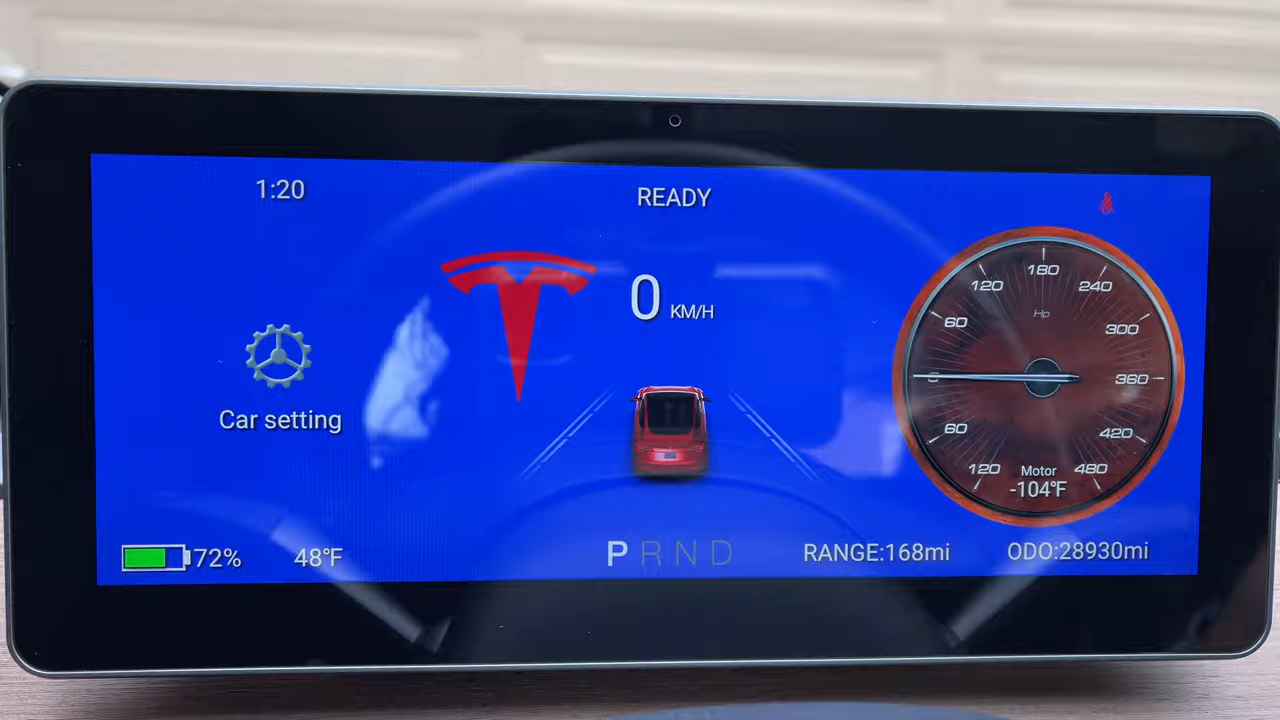 1:20
READY
0 KM/H
Car setting
180
120
240
Hp
60
300
0
360
60
420
120
Motor
480
-104°F
72%
48°F
P R N D
RANGE:168mi
ODO:28930mi